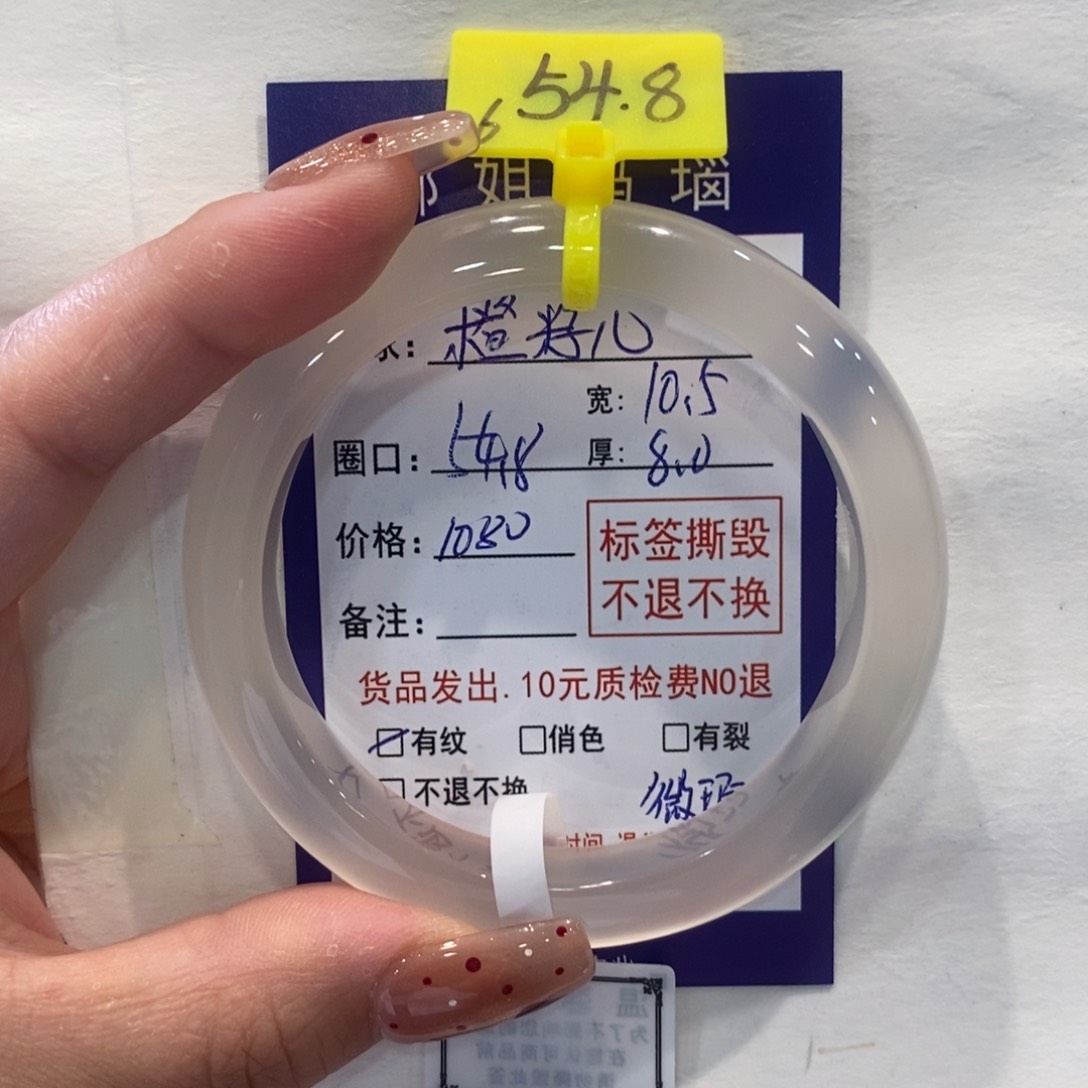 54.8
姐玛瑙
橙籽儿
宽: 10.5
圈口: 54.8 厚: 8.0
价格: 1080
标签撕毁
不退不换
备注:
货品发出.10元质检费NO退
有纹 俏色 有裂
不退不换